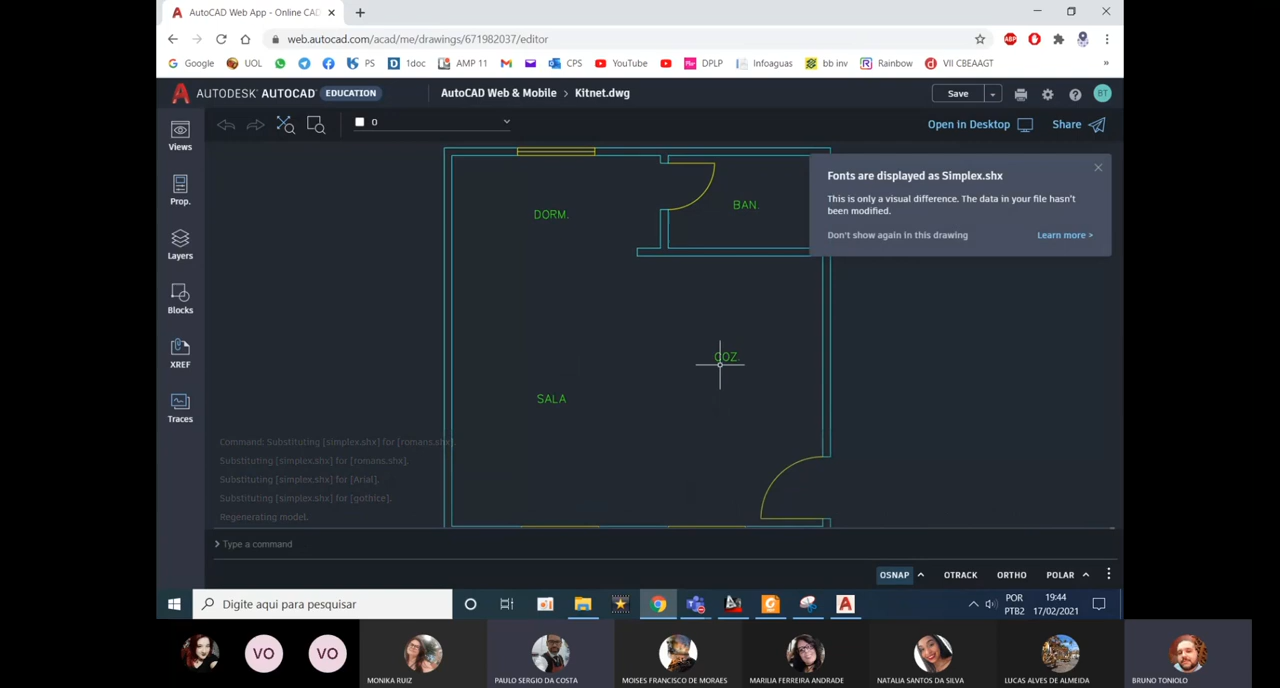 AutoCAD Web App - Online CAD
web.autocad.com/acad/me/drawings/671982037/editor
ABP
Google
UOL
PS
1doc
AMP 11
CPS
YouTube
DPLP
Infoaguas
bb inv
Rainbow
VII CBEAAGT
»
AUTODESK® AUTOCAD® EDUCATION
AutoCAD Web & Mobile > Kitnet.dwg
Save
BT
0
Open in Desktop
Share
Views
Prop.
Layers
Blocks
XREF
Traces
DORM.
BAN.
COZ.
SALA
Fonts are displayed as Simplex.shx
This is only a visual difference. The data in your file hasn't
been modified.
Don't show again in this drawing
Learn more >
Command: Substituting [simplex.shx] for [romans.shx].
Substituting [simplex.shx] for [romans.shx].
Substituting [simplex.shx] for [Arial].
Substituting [simplex.shx] for [gothice].
Regenerating model.
Type a command
OSNAP
OTRACK
ORTHO
POLAR
Digite aqui para pesquisar
POR
PTB2
19:44
17/02/2021
VO
VO
MONIKA RUIZ
PAULO SERGIO DA COSTA
MOISES FRANCISCO DE MORAES
MARILIA FERREIRA ANDRADE
NATALIA SANTOS DA SILVA
LUCAS ALVES DE ALMEIDA
BRUNO TONIOLO